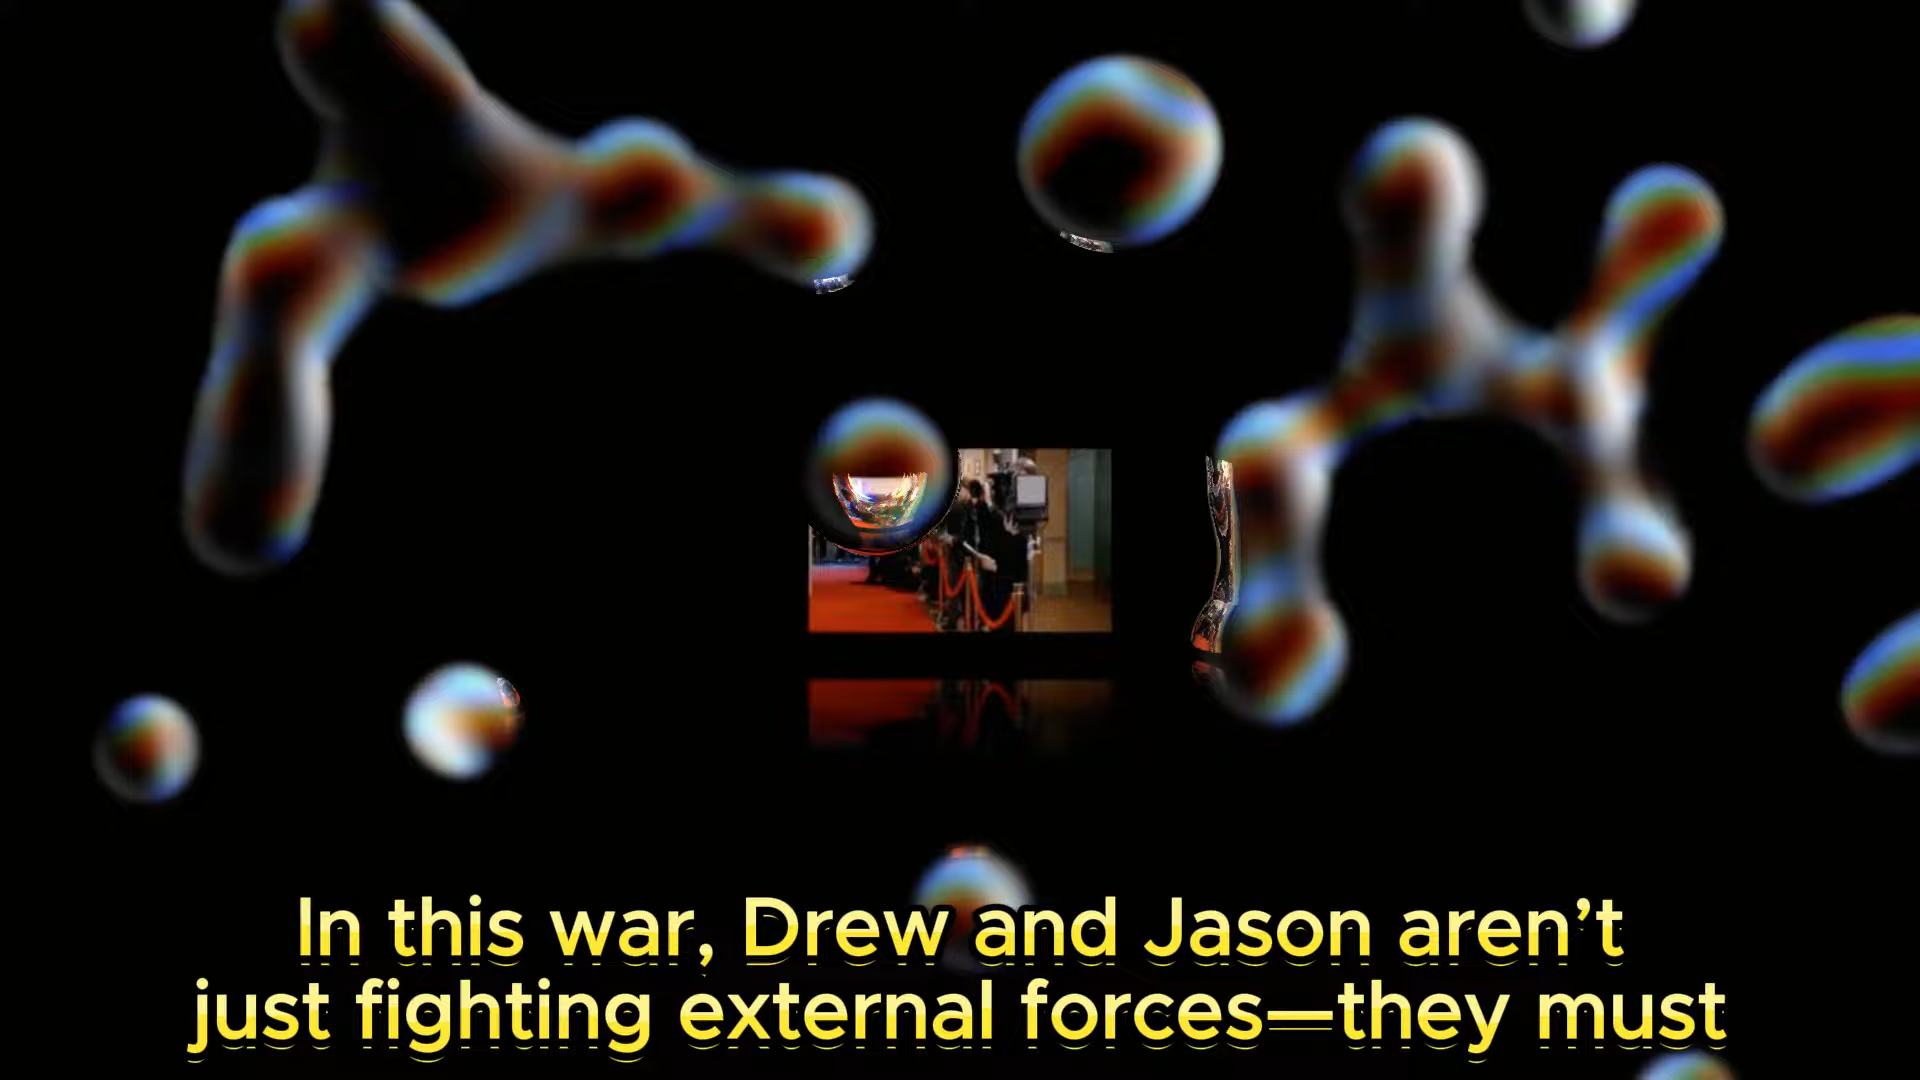 In this war, Drew and Jason aren’t
just fighting external forces—they must